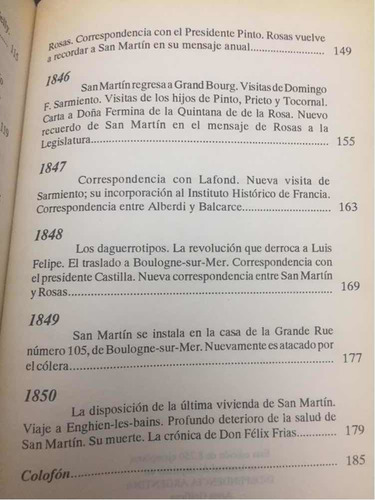 Rosas. Correspondencia con el Presidente Pinto. Rosas vuelve
a recordar a San Martín en su mensaje anual........................ 149
1846
San Martín regresa a Grand Bourg. Visitas de Domingo
F. Sarmiento. Visitas de los hijos de Pinto, Prieto y Tocornal.
Carta a Doña Fermina de la Quintana de de la Rosa. Nuevo
recuerdo de San Martín en el mensaje de Rosas a la
Legislatura........................ 155
1847
Correspondencia con Lafond. Nueva visita de
Sarmiento; su incorporación al Instituto Histórico de Francia.
Correspondencia entre Alberdi y Balcarce........................ 163
1848
Los daguerrotipos. La revolución que derroca a Luis
Felipe. El traslado a Boulogne-sur-Mer. Correspondencia con
el presidente Castilla. Nueva correspondencia entre San Martín
y Rosas........................ 169
1849
San Martín se instala en la casa de la Grande Rue
número 105, de Boulogne-sur-Mer. Nuevamente es atacado por
el cólera........................ 177
1850
La disposición de la última vivienda de San Martín.
Viaje a Enghien-les-bains. Profundo deterioro de la salud de
San Martín. Su muerte. La crónica de Don Félix Frias........................ 179
Colofón........................ 185
115
119